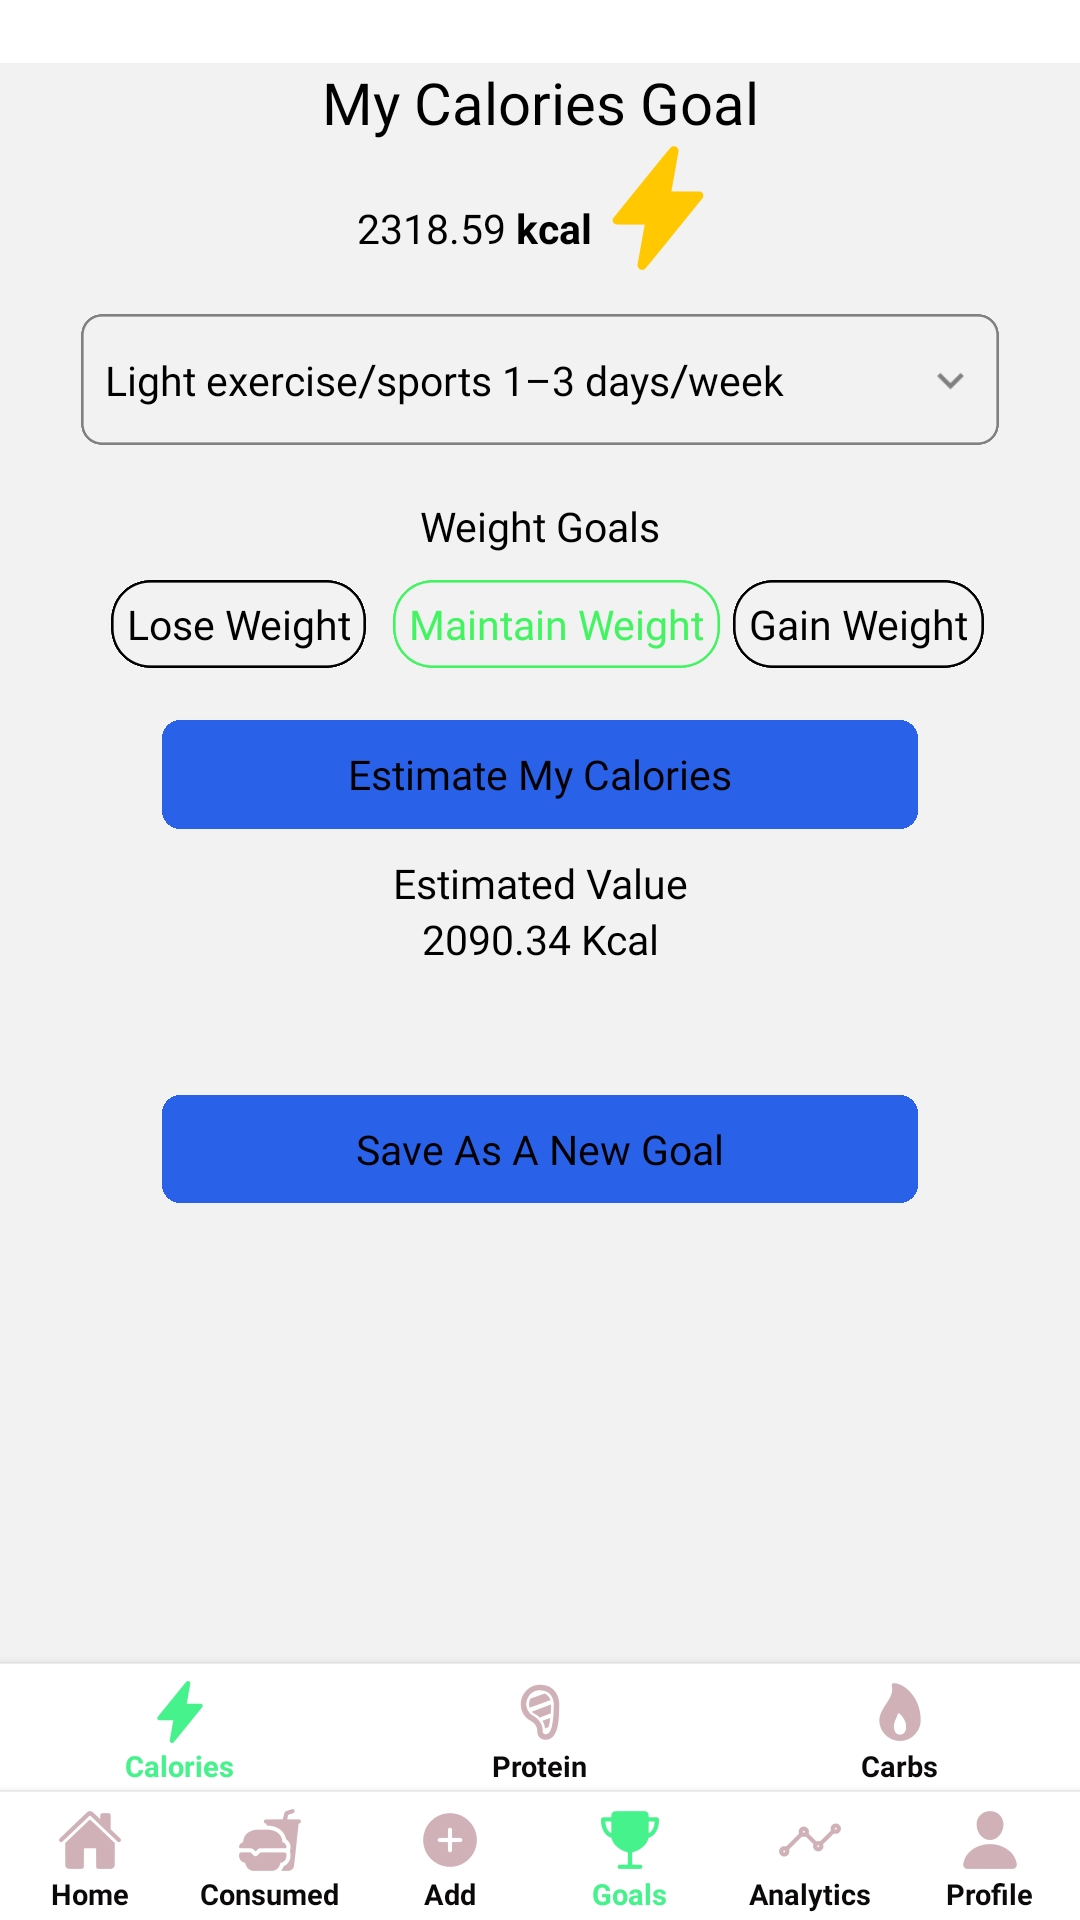 My Calories Goal
2318.59 kcal
Light exercise/sports 1–3 days/week
Weight Goals
Lose Weight Maintain Weight Gain Weight
Estimate My Calories
Estimated Value
2090.34 Kcal
Save As A New Goal
Calories Protein Carbs
Home Consumed Add Goals Analytics Profile